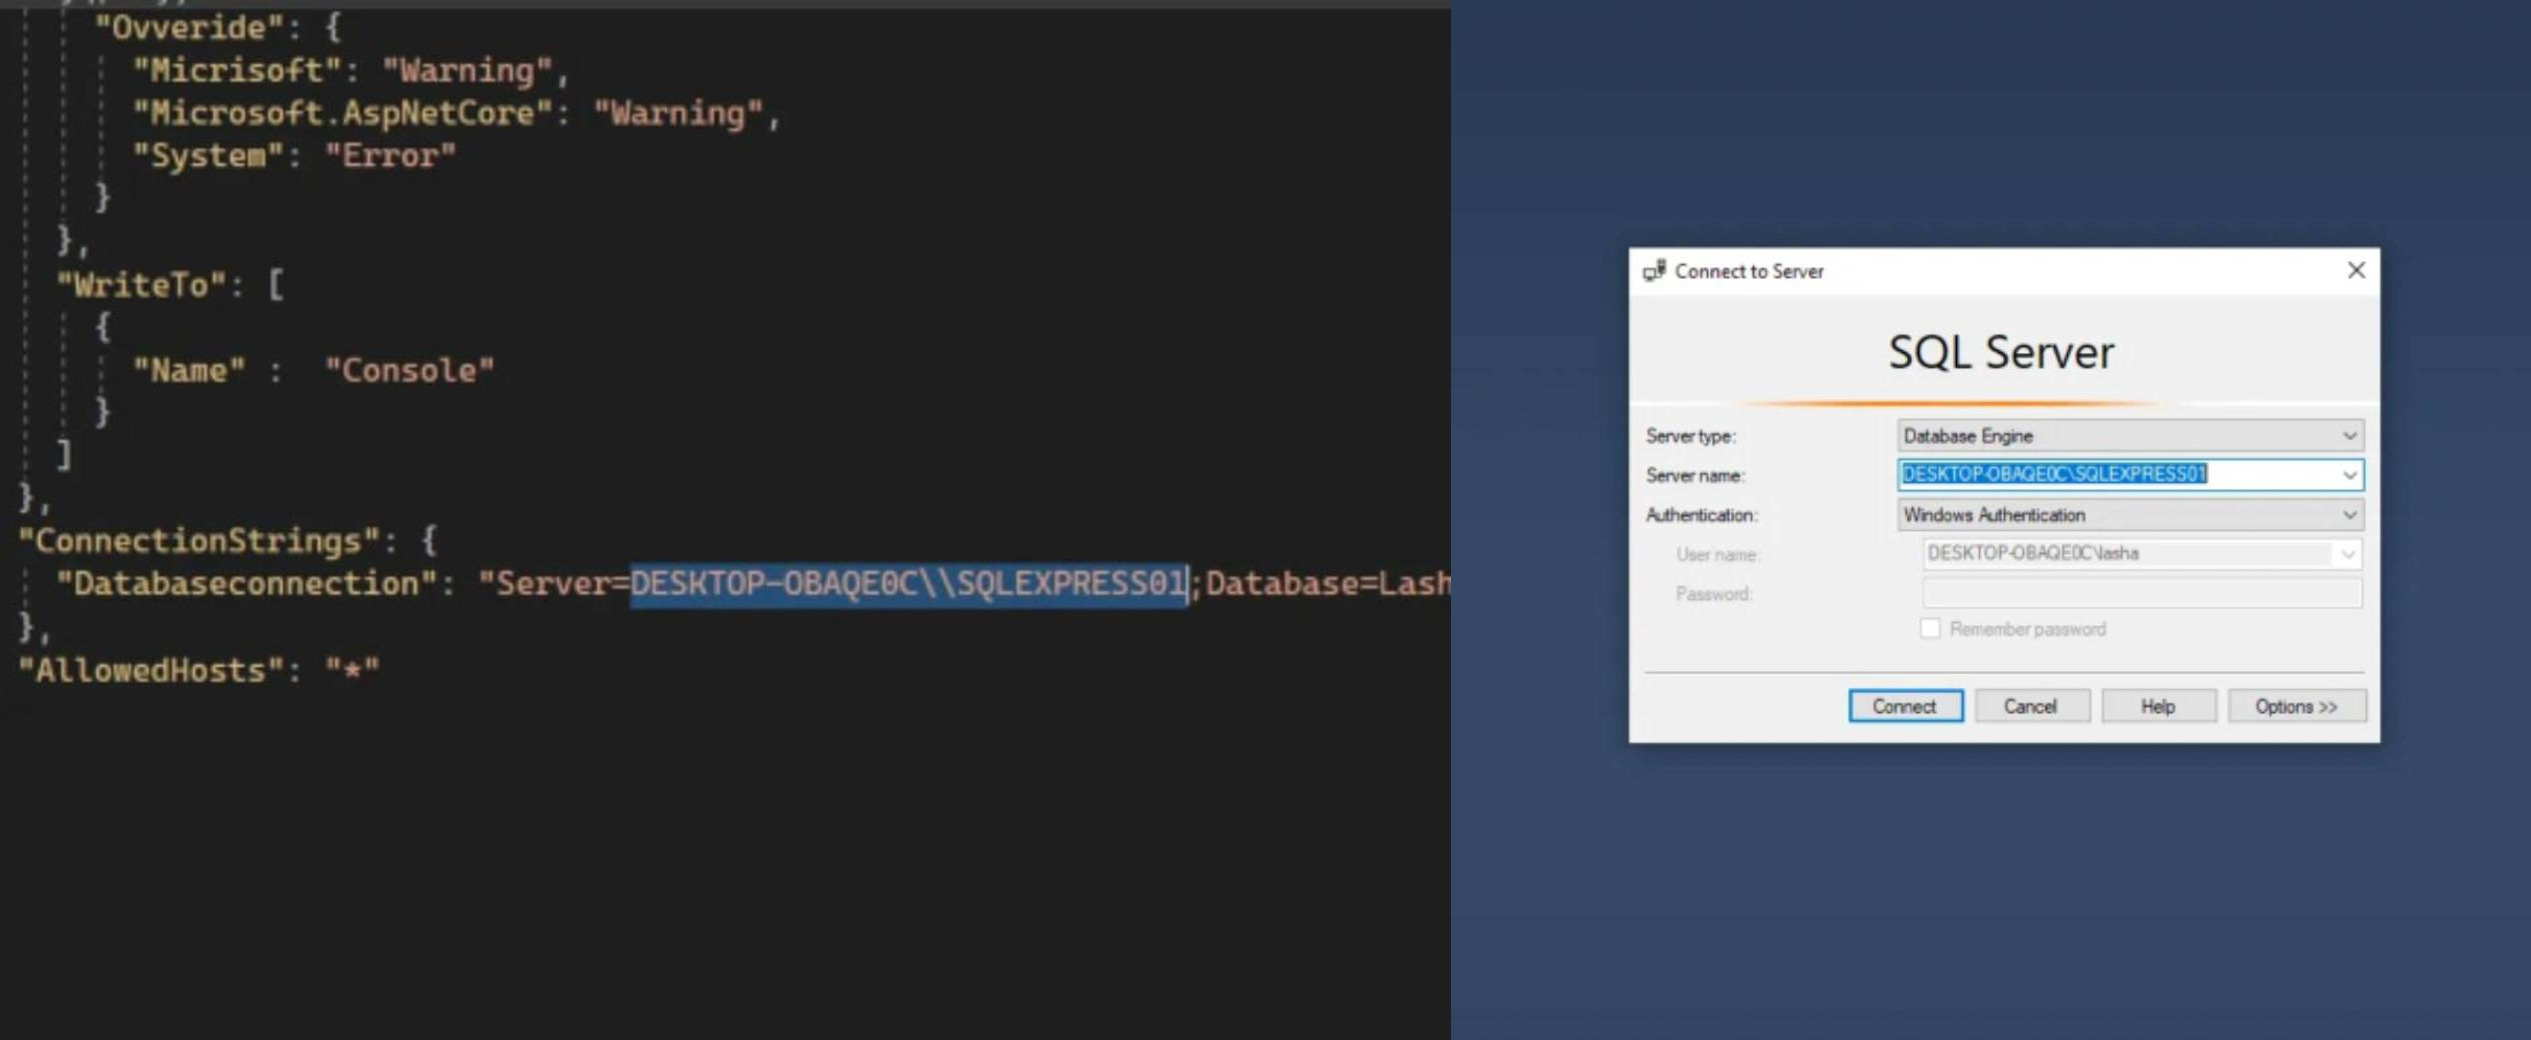 "Ovveride": {
"Micrisoft": "Warning",
"Microsoft.AspNetCore": "Warning",
"System": "Error"
}
},
"WriteTo": [
{
"Name" : "Console"
}
]
},
"ConnectionStrings": {
"Databaseconnection": "Server=DESKTOP-OBAQE0C\\SQLEXPRESS01;Database=Lash
},
"AllowedHosts": "*"
Connect to Server
SQL Server
Server type:
Database Engine
Server name:
DESKTOP-OBAQE0C\SQLEXPRESS01
Authentication:
Windows Authentication
User name:
DESKTOP-OBAQE0C\lasha
Password:
Remember password
Connect
Cancel
Help
Options >>